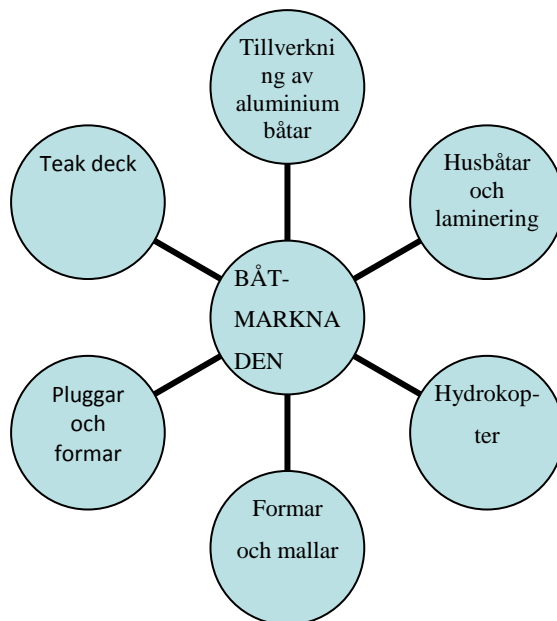 Tillverkni
ng av
aluminium
båtar
Teak deck
Husbåtar
och
laminering
BÅT-
MARKNA
DEN
Pluggar
och
formar
Hydrokop-
ter
Formar
och mallar